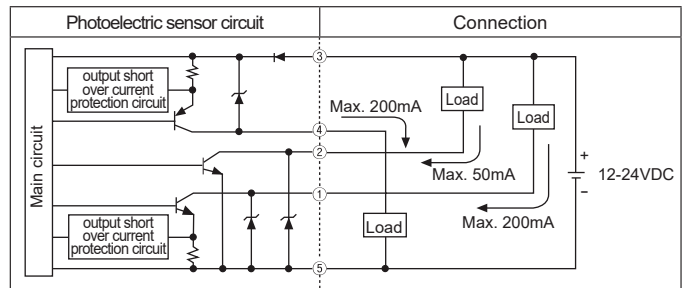 Photoelectric sensor circuit
Connection
Main circuit
output short
over current
protection circuit
③
Load
Max. 200mA
Load
④
②
Max. 50mA
+
12-24VDC
−
①
Max. 200mA
output short
over current
protection circuit
Load
⑤